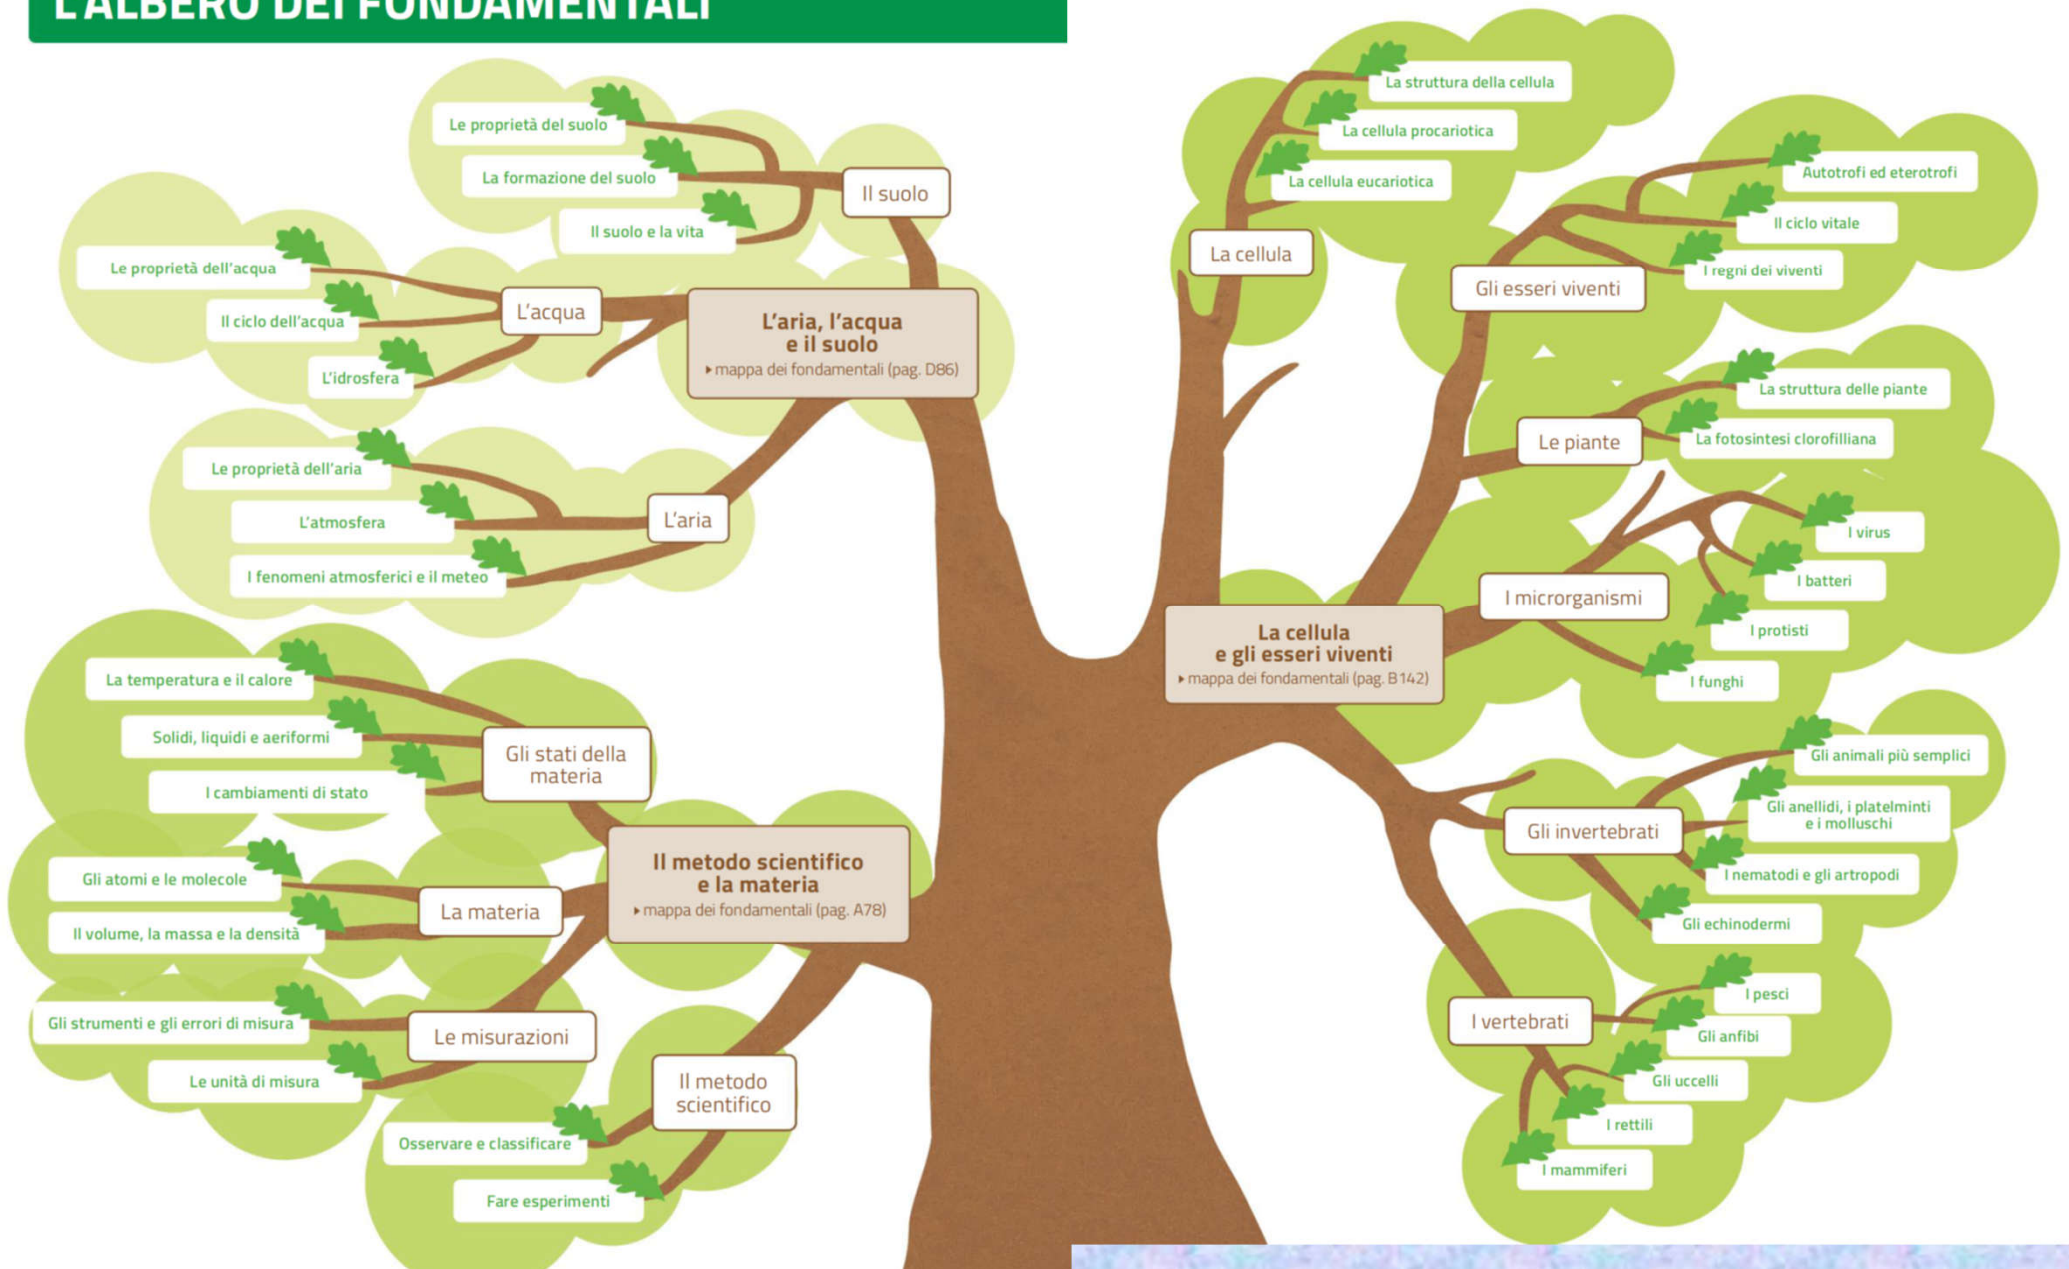 L'ALBERO DEI FONDAMENTALI
Le proprietà del suolo
La formazione del suolo
Il suolo e la vita
Il suolo
Le proprietà dell'acqua
Il ciclo dell'acqua
L'idrosfera
L'acqua
L'aria, l'acqua
e il suolo
▸ mappa dei fondamentali (pag. D86)
Le proprietà dell'aria
L'atmosfera
I fenomeni atmosferici e il meteo
L'aria
La temperatura e il calore
Solidi, liquidi e aeriformi
I cambiamenti di stato
Gli stati della
materia
Gli atomi e le molecole
Il volume, la massa e la densità
La materia
Il metodo scientifico
e la materia
▸ mappa dei fondamentali (pag. A78)
Gli strumenti e gli errori di misura
Le unità di misura
Le misurazioni
Il metodo
scientifico
Osservare e classificare
Fare esperimenti
La struttura della cellula
La cellula procariotica
La cellula eucariotica
La cellula
Autotrofi ed eterotrofi
Il ciclo vitale
I regni dei viventi
Gli esseri viventi
La struttura delle piante
La fotosintesi clorofilliana
Le piante
I virus
I batteri
I protisti
I funghi
I microrganismi
La cellula
e gli esseri viventi
▸ mappa dei fondamentali (pag. B142)
Gli animali più semplici
Gli anellidi, i platelminti
e i molluschi
I nematodi e gli artropodi
Gli echinodermi
Gli invertebrati
I pesci
Gli anfibi
Gli uccelli
I rettili
I mammiferi
I vertebrati